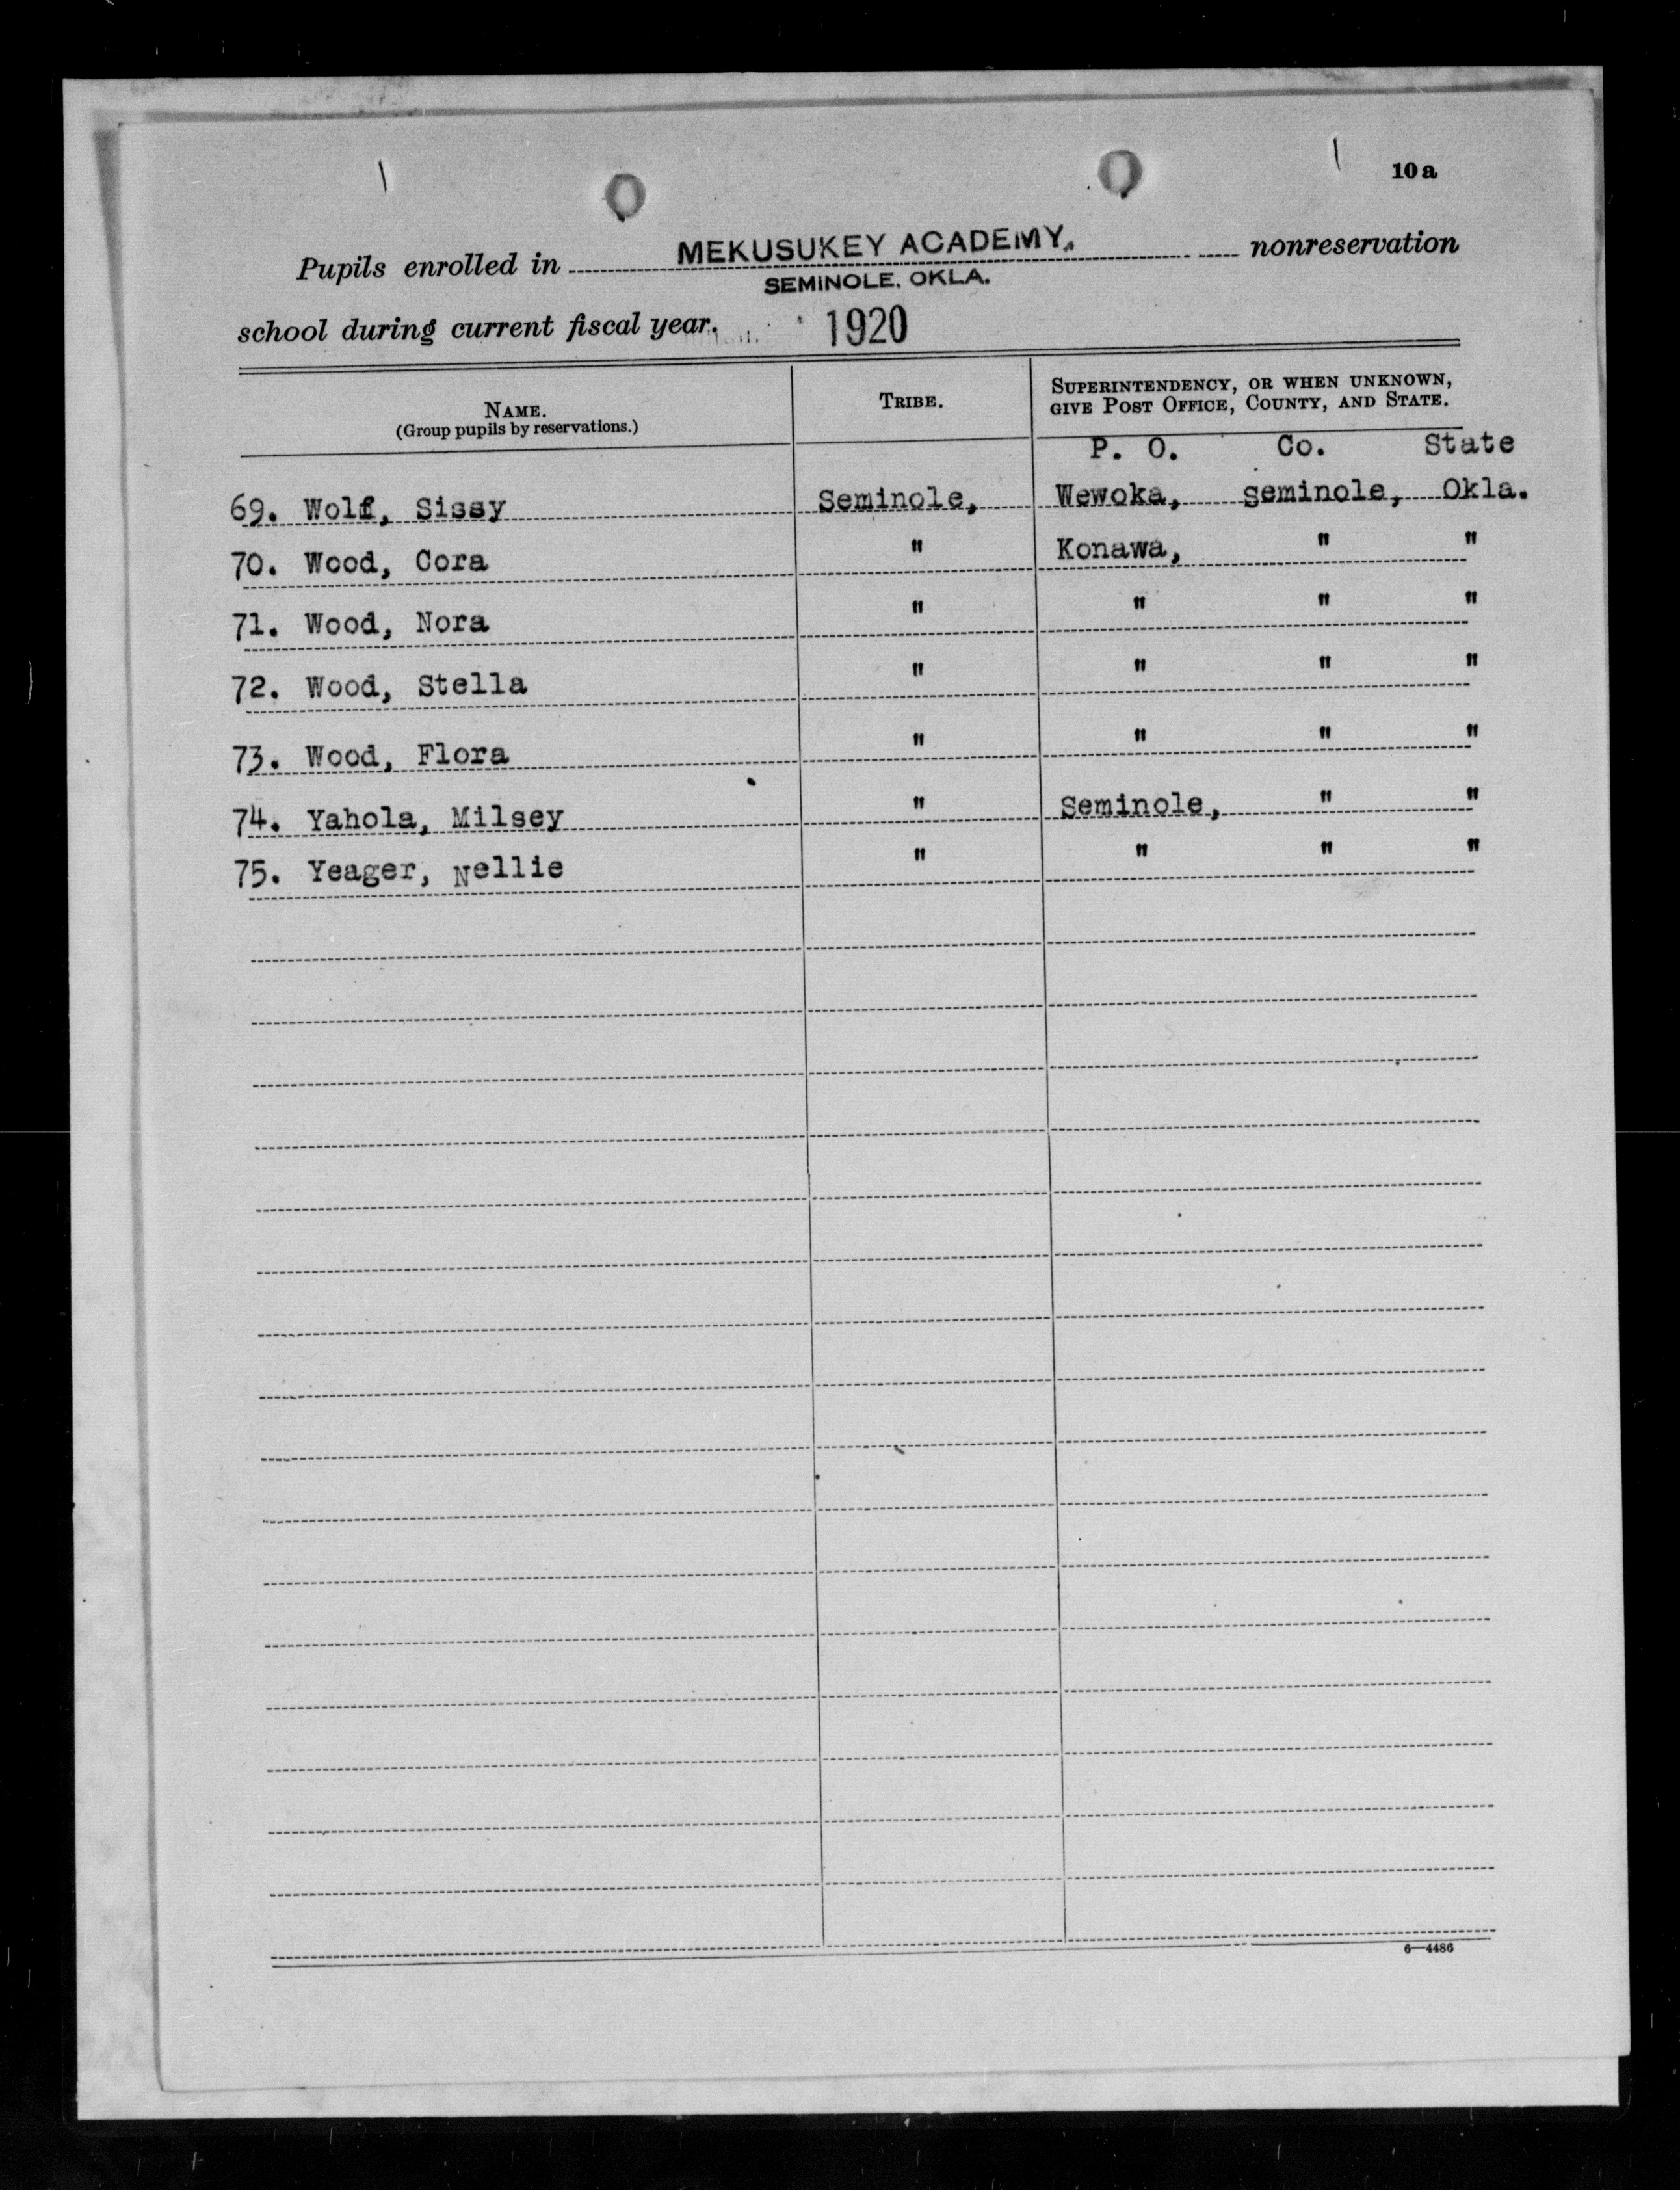 10a
Pupils enrolled in MEKUSUKEY ACADEMY, nonreservation
SEMINOLE, OKLA.
school during current fiscal year. 1920
NAME. TRIBE. SUPERINTENDENCY, OR WHEN UNKNOWN,
(Group pupils by reservations.) GIVE POST OFFICE, COUNTY, AND STATE.
P. O. Co. State
69. Wolf, Sissy Seminole, Wewoka, seminole, Okla.
70. Wood, Cora " Konawa, " "
71. Wood, Nora " " " "
72. Wood, Stella " " " "
73. Wood, Flora " " " "
74. Yahola, Milsey " Seminole, " "
75. Yeager, Nellie " " " "
6—4486